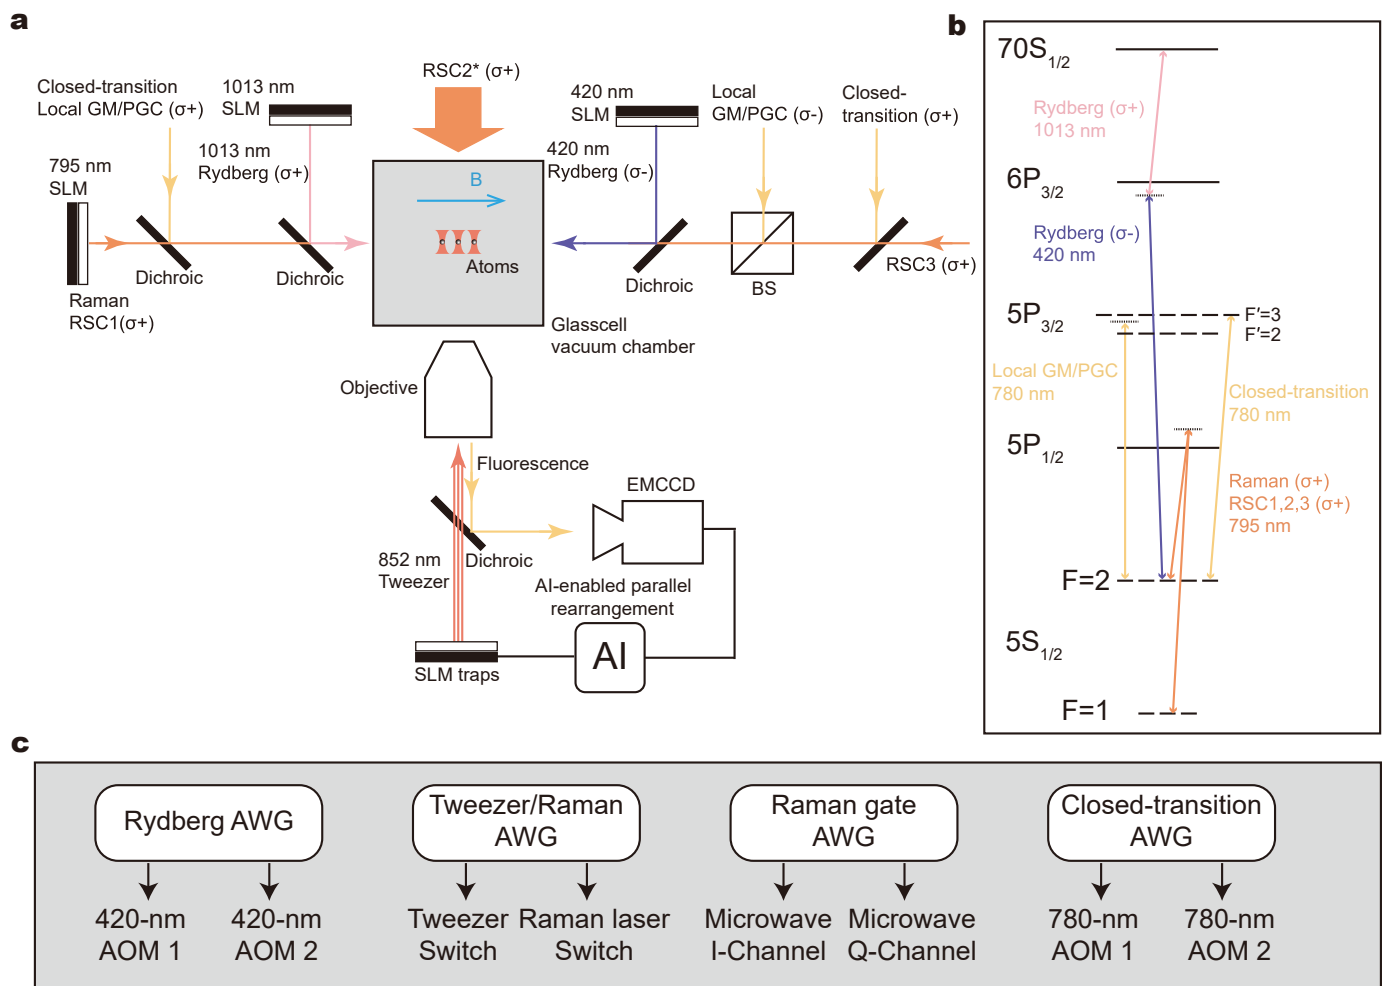 a
Closed-transition
Local GM/PGC (σ+)
1013 nm
SLM
RSC2* (σ+)
420 nm
SLM
Local
GM/PGC (σ-)
Closed-
transition (σ+)
795 nm
SLM
1013 nm
Rydberg (σ+)
420 nm
Rydberg (σ-)
B
Atoms
Dichroic
Dichroic
Dichroic
BS
RSC3 (σ+)
Raman
RSC1(σ+)
Glasscell
vacuum chamber
Objective
Fluorescence
EMCCD
852 nm
Tweezer
Dichroic
AI-enabled parallel
rearrangement
AI
SLM traps
b
70S1/2
Rydberg (σ+)
1013 nm
6P3/2
Rydberg (σ-)
420 nm
5P3/2
F'=3
F'=2
Local GM/PGC
780 nm
Closed-transition
780 nm
5P1/2
Raman (σ+)
RSC1,2,3 (σ+)
795 nm
F=2
5S1/2
F=1
c
Rydberg AWG
420-nm
AOM 1
420-nm
AOM 2
Tweezer/Raman
AWG
Tweezer
Switch
Raman laser
Switch
Raman gate
AWG
Microwave
I-Channel
Microwave
Q-Channel
Closed-transition
AWG
780-nm
AOM 1
780-nm
AOM 2